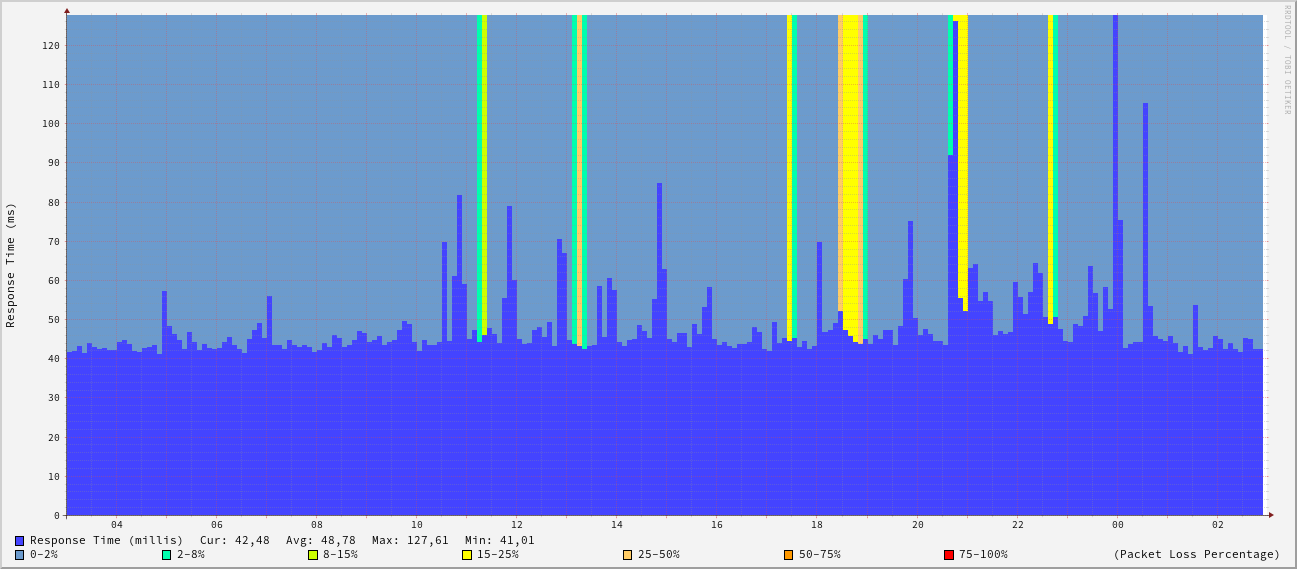 RRDTOOL / TOBI OETIKER
Response Time (ms)
120
110
100
90
80
70
60
50
40
30
20
10
0
04 06 08 10 12 14 16 18 20 22 00 02
Response Time (millis) Cur: 42,48 Avg: 48,78 Max: 127,61 Min: 41,01
0-2% 2-8% 8-15% 15-25% 25-50% 50-75% 75-100% (Packet Loss Percentage)